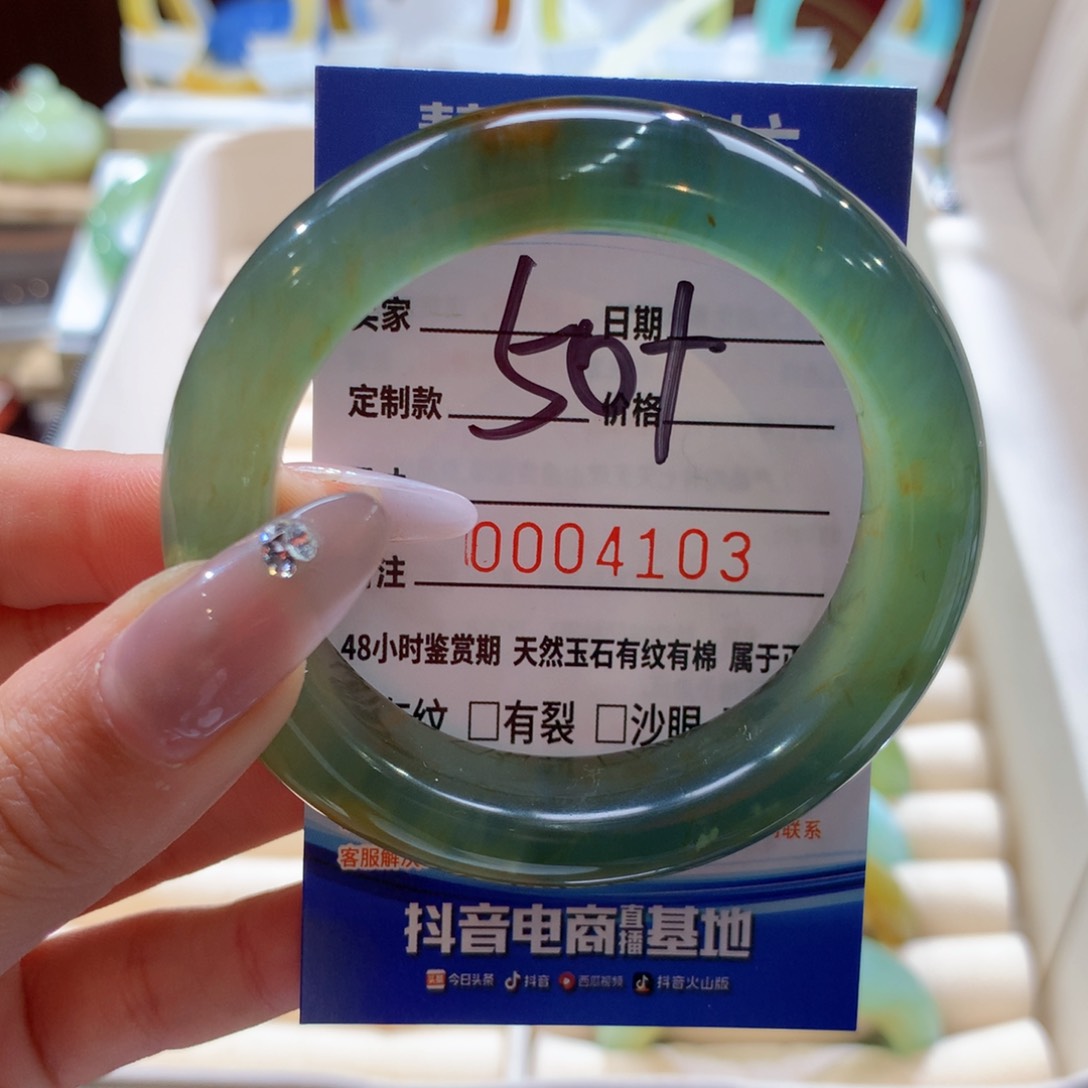 家 日期
50+
定制款 价格
注 0004103
48小时鉴赏期 天然玉石有纹有棉 属于正
纹 □有裂 □沙眼
联系
客服解决
抖音电商直播基地
今日头条 抖音 西瓜视频 抖音火山版